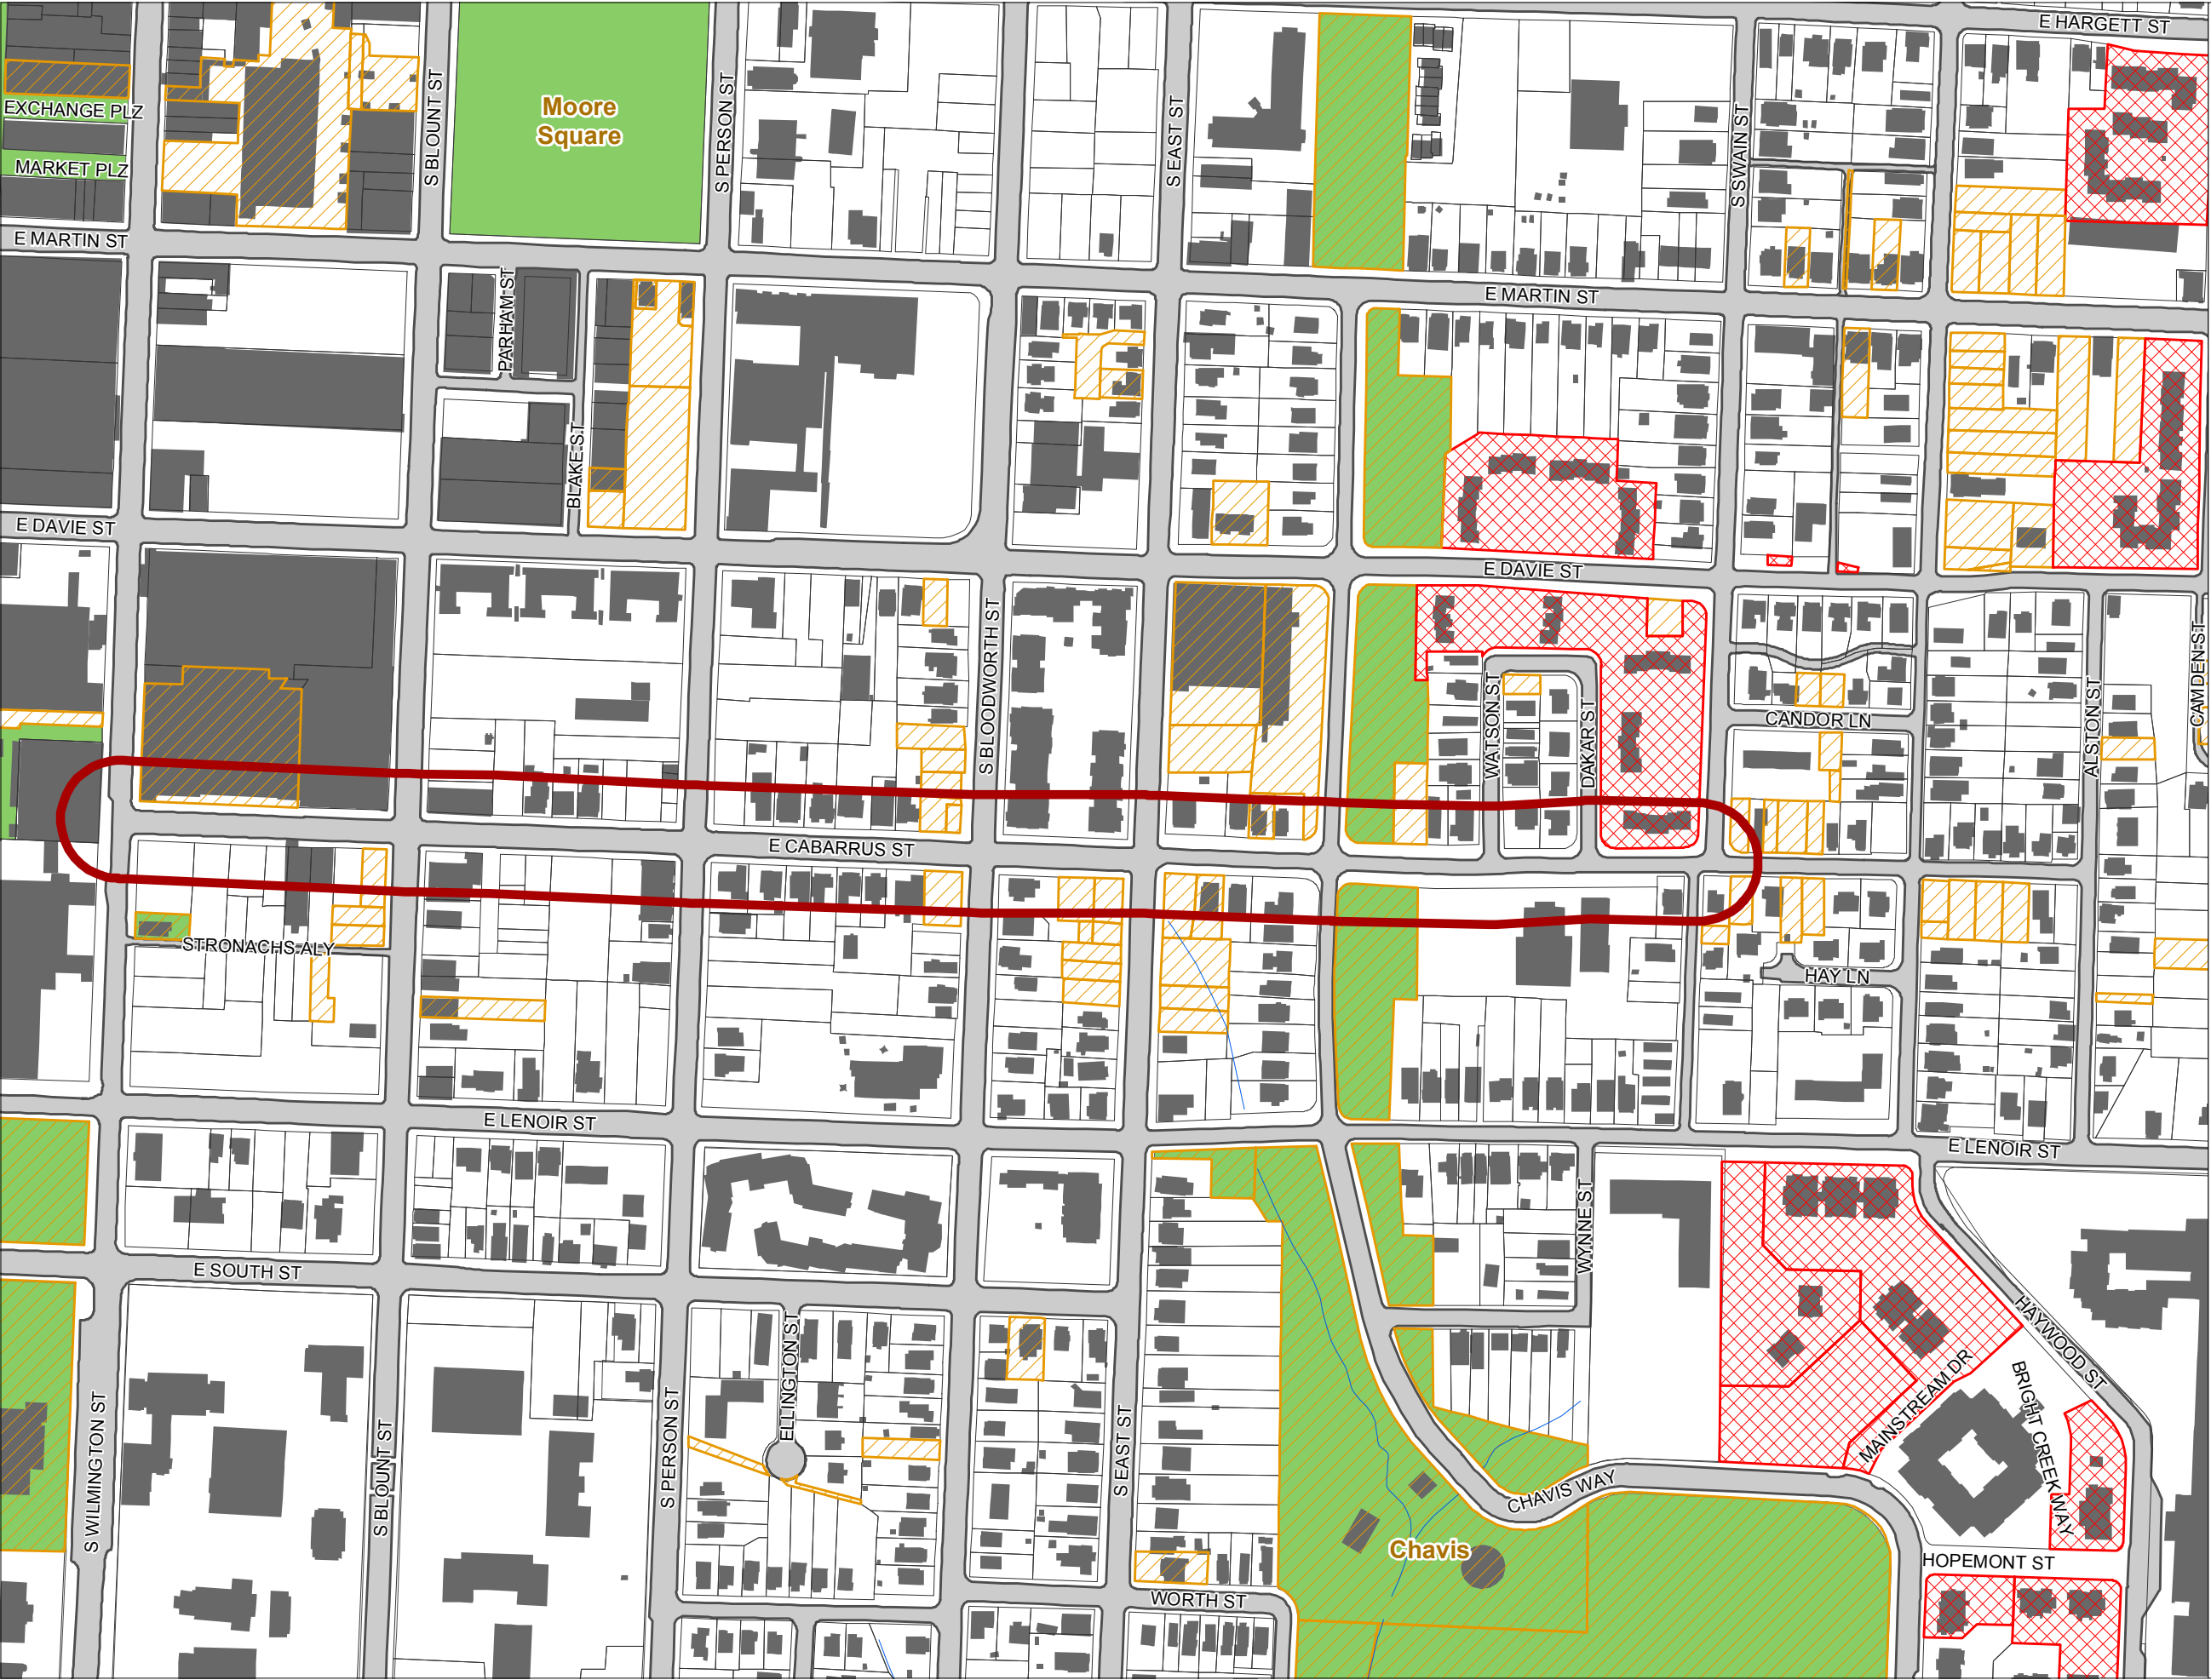 E HARGETT ST
EXCHANGE PLZ
MARKET PLZ
S BLOUNT ST
Moore
Square
S PERSON ST
S EAST ST
S SWAIN ST
E MARTIN ST
E MARTIN ST
PARHAM ST
BLAKE ST
E DAVIE ST
E DAVIE ST
S BLOODWORTH ST
WATSON ST
DAKAR ST
CANDOR LN
ALSTON ST
CAMDEN ST
E CABARRUS ST
STRONACHS ALY
HAY LN
E LENOIR ST
E LENOIR ST
WYNNE ST
E SOUTH ST
ELLINGTON ST
HAYWOOD ST
MAINSTREAM DR
BRIGHT CREEK WAY
S WILMINGTON ST
S BLOUNT ST
S PERSON ST
S EAST ST
CHAVIS WAY
Chavis
HOPEMONT ST
WORTH ST